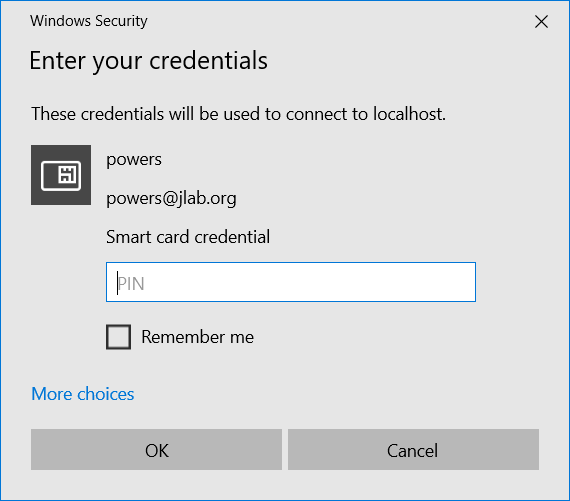 Windows Security
Enter your credentials
These credentials will be used to connect to localhost.
powers
powers@jlab.org
Smart card credential
PIN
Remember me
More choices
OK
Cancel